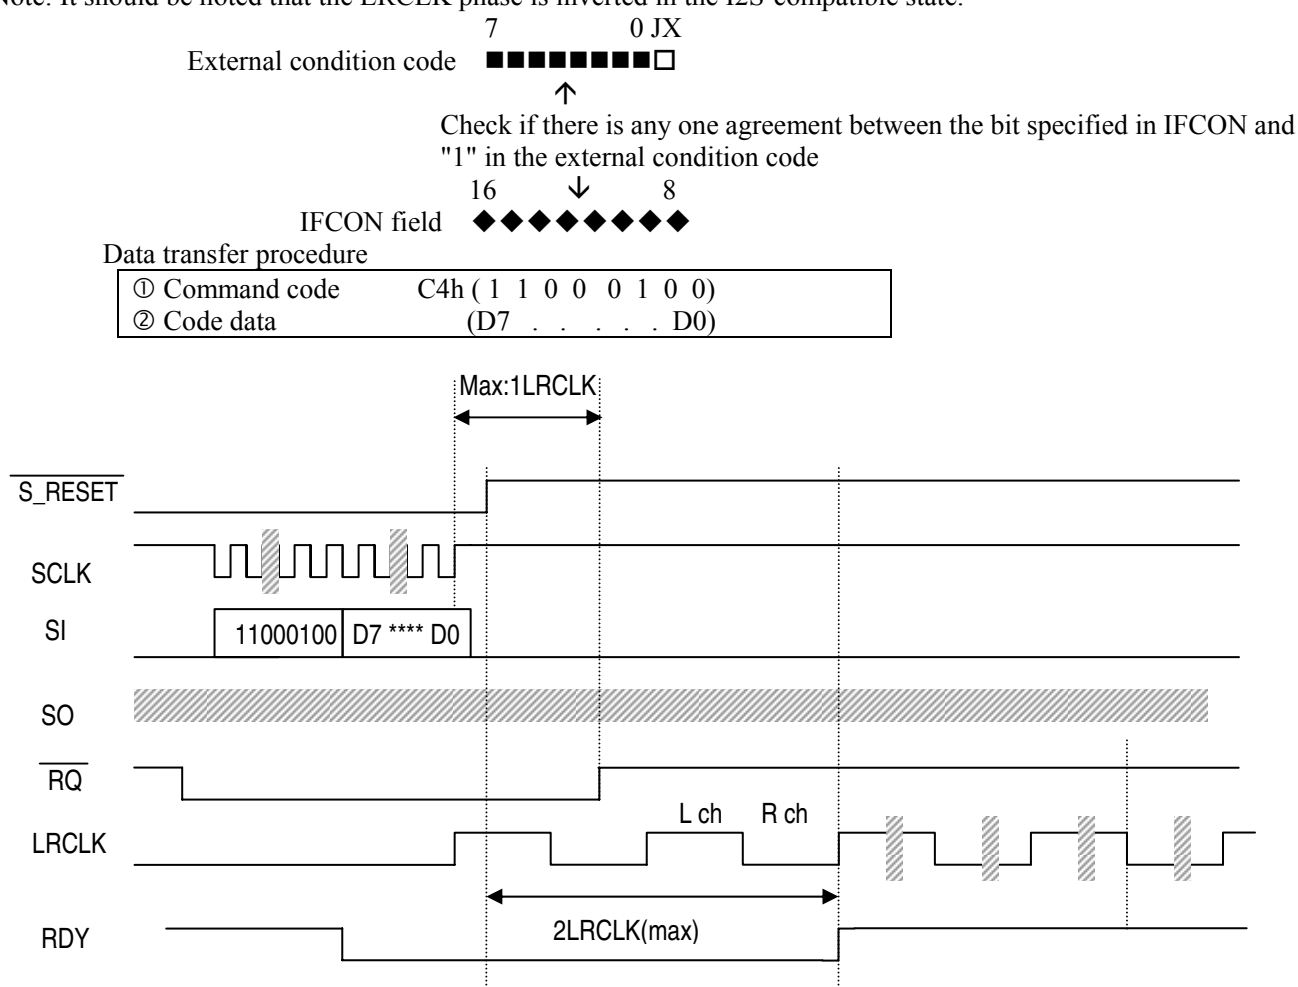 Note: It should be noted that the LRCLK phase is inverted in the I2S-compatible state.
7 0 JX
External condition code ■■■■■■■■□
↑
Check if there is any one agreement between the bit specified in IFCON and
"1" in the external condition code
16 ↓ 8
IFCON field ◆◆◆◆◆◆◆◆
Data transfer procedure
① Command code C4h ( 1 1 0 0 0 1 0 0)
② Code data (D7 . . . . . D0)
Max:1LRCLK
S_RESET
SCLK
SI 11000100 D7 **** D0
SO
RQ
L ch R ch
LRCLK
2LRCLK(max)
RDY